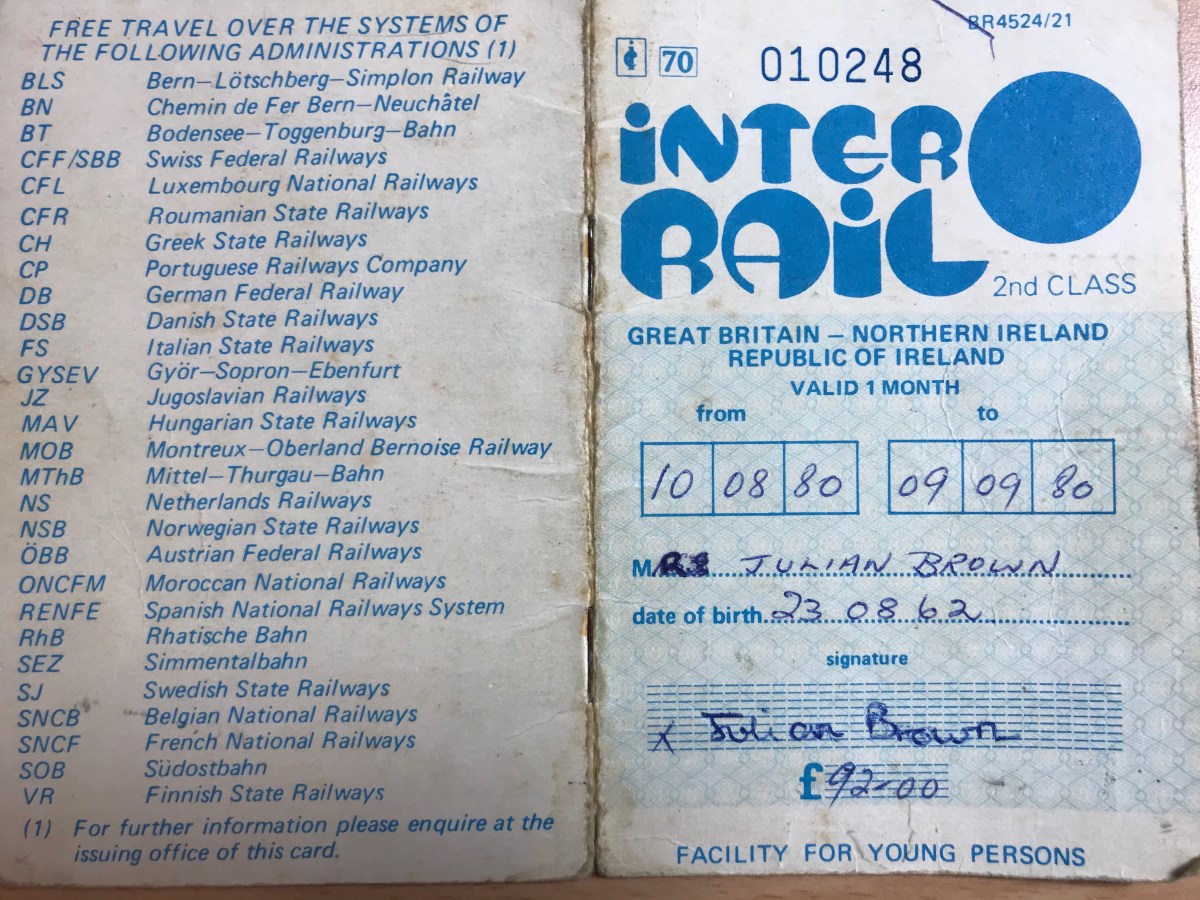 FREE TRAVEL OVER THE SYSTEMS OF
THE FOLLOWING ADMINISTRATIONS (1)
BLS Bern–Lötschberg–Simplon Railway
BN Chemin de Fer Bern–Neuchâtel
BT Bodensee–Toggenburg–Bahn
CFF/SBB Swiss Federal Railways
CFL Luxembourg National Railways
CFR Roumanian State Railways
CH Greek State Railways
CP Portuguese Railways Company
DB German Federal Railway
DSB Danish State Railways
FS Italian State Railways
GYSEV Györ–Sopron–Ebenfurt
JZ Jugoslavian Railways
MAV Hungarian State Railways
MOB Montreux–Oberland Bernoise Railway
MThB Mittel–Thurgau–Bahn
NS Netherlands Railways
NSB Norwegian State Railways
ÖBB Austrian Federal Railways
ONCFM Moroccan National Railways
RENFE Spanish National Railways System
RhB Rhatische Bahn
SEZ Simmentalbahn
SJ Swedish State Railways
SNCB Belgian National Railways
SNCF French National Railways
SOB Südostbahn
VR Finnish State Railways
(1) For further information please enquire at the
issuing office of this card.
BR4524/21
70 010248
INTER
RAIL
2nd CLASS
GREAT BRITAIN – NORTHERN IRELAND
REPUBLIC OF IRELAND
VALID 1 MONTH
from to
10 08 80 09 09 80
M JULIAN BROWN
date of birth 23 08 62
signature
x Julian Brown
£92-00
FACILITY FOR YOUNG PERSONS